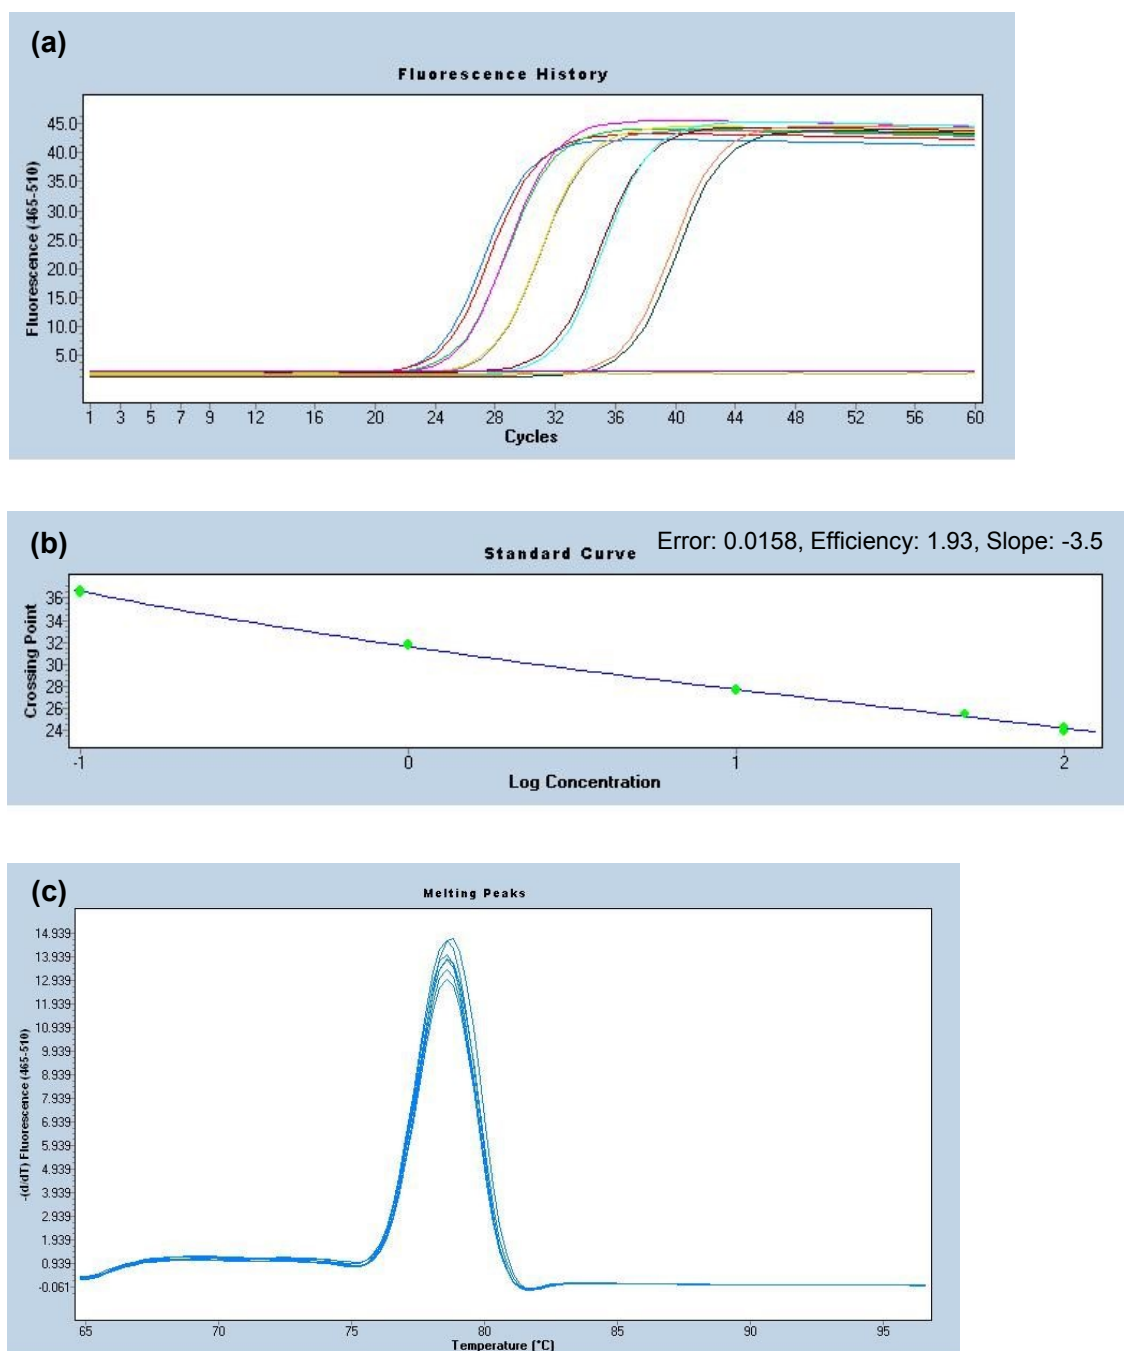 (a)
Fluorescence History
Fluorescence (465-510)
45.0
40.0
35.0
30.0
25.0
20.0
15.0
10.0
5.0
1 3 5 7 9 12 16 20 24 28 32 36 40 44 48 52 56 60
Cycles
(b)
Standard Curve
Error: 0.0158, Efficiency: 1.93, Slope: -3.5
Crossing Point
36
34
32
30
28
26
24
-1 0 1 2
Log Concentration
(c)
Melting Peaks
-(d/dT) Fluorescence (465-510)
14.939
13.939
12.939
11.939
10.939
9.939
8.939
7.939
6.939
5.939
4.939
3.939
2.939
1.939
0.939
-0.061
65 70 75 80 85 90 95
Temperature (°C)